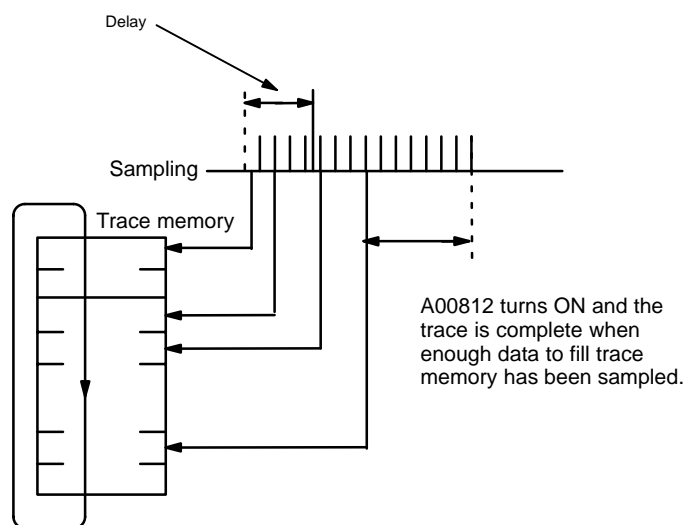 Delay
Sampling
Trace memory
A00812 turns ON and the
trace is complete when
enough data to fill trace
memory has been sampled.